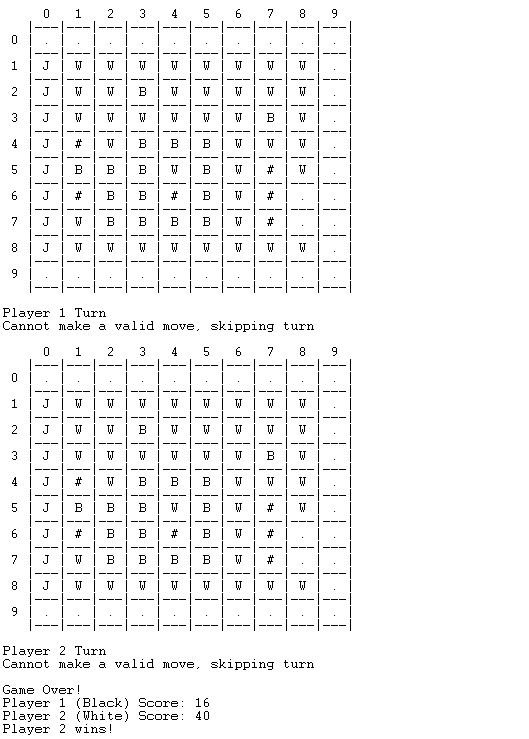 0 1 2 3 4 5 6 7 8 9
|---|---|---|---|---|---|---|---|---|---|
0 | . | . | . | . | . | . | . | . | . | . |
|---|---|---|---|---|---|---|---|---|---|
1 | J | W | W | W | W | W | W | W | W | . |
|---|---|---|---|---|---|---|---|---|---|
2 | J | W | W | B | W | W | W | W | W | . |
|---|---|---|---|---|---|---|---|---|---|
3 | J | W | W | W | W | W | W | B | W | . |
|---|---|---|---|---|---|---|---|---|---|
4 | J | # | W | B | B | B | W | W | W | . |
|---|---|---|---|---|---|---|---|---|---|
5 | J | B | B | B | W | B | W | # | W | . |
|---|---|---|---|---|---|---|---|---|---|
6 | J | # | B | B | # | B | W | # | . | . |
|---|---|---|---|---|---|---|---|---|---|
7 | J | W | B | B | B | B | W | # | . | . |
|---|---|---|---|---|---|---|---|---|---|
8 | J | W | W | W | W | W | W | W | W | . |
|---|---|---|---|---|---|---|---|---|---|
9 | . | . | . | . | . | . | . | . | . | . |
|---|---|---|---|---|---|---|---|---|---|
Player 1 Turn
Cannot make a valid move, skipping turn
0 1 2 3 4 5 6 7 8 9
|---|---|---|---|---|---|---|---|---|---|
0 | . | . | . | . | . | . | . | . | . | . |
|---|---|---|---|---|---|---|---|---|---|
1 | J | W | W | W | W | W | W | W | W | . |
|---|---|---|---|---|---|---|---|---|---|
2 | J | W | W | B | W | W | W | W | W | . |
|---|---|---|---|---|---|---|---|---|---|
3 | J | W | W | W | W | W | W | B | W | . |
|---|---|---|---|---|---|---|---|---|---|
4 | J | # | W | B | B | B | W | W | W | . |
|---|---|---|---|---|---|---|---|---|---|
5 | J | B | B | B | W | B | W | # | W | . |
|---|---|---|---|---|---|---|---|---|---|
6 | J | # | B | B | # | B | W | # | . | . |
|---|---|---|---|---|---|---|---|---|---|
7 | J | W | B | B | B | B | W | # | . | . |
|---|---|---|---|---|---|---|---|---|---|
8 | J | W | W | W | W | W | W | W | W | . |
|---|---|---|---|---|---|---|---|---|---|
9 | . | . | . | . | . | . | . | . | . | . |
|---|---|---|---|---|---|---|---|---|---|
Player 2 Turn
Cannot make a valid move, skipping turn
Game Over!
Player 1 (Black) Score: 16
Player 2 (White) Score: 40
Player 2 wins!